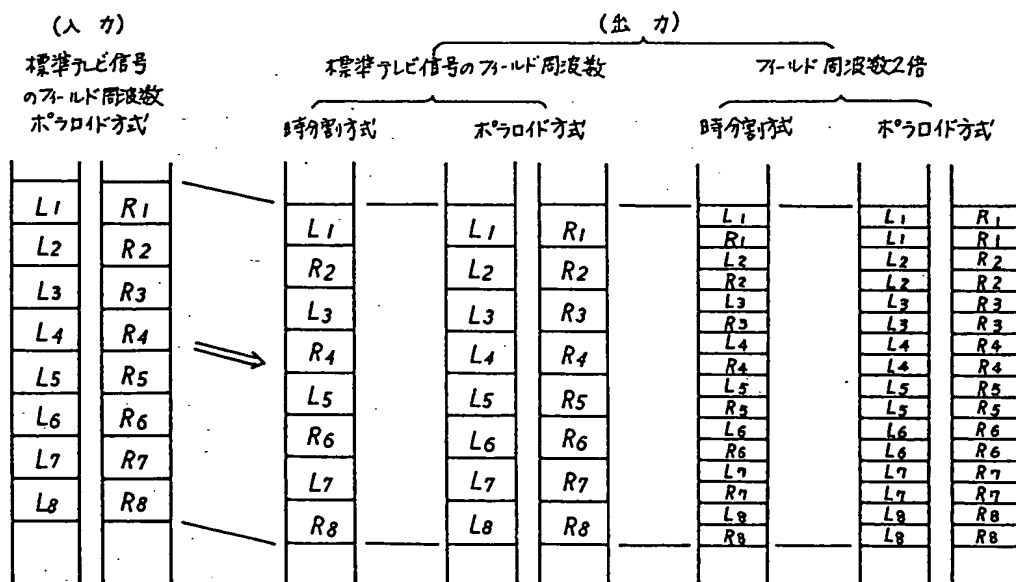 (入力)
(出力)
標準テレビ信号
のフィールド周波数
ポラロイド方式
標準テレビ信号のフィールド周波数
フィールド周波数2倍
時分割方式
ポラロイド方式
時分割方式
ポラロイド方式
L1 R1
L2 R2
L3 R3
L4 R4
L5 R5
L6 R6
L7 R7
L8 R8
L1
R2
L3
R4
L5
R6
L7
R8
L1 R1
L2 R2
L3 R3
L4 R4
L5 R5
L6 R6
L7 R7
L8 R8
L1
R1
L2
R2
L3
R3
L4
R4
L5
R5
L6
R6
L7
R7
L8
R8
L1 R1
L1 R1
L2 R2
L2 R2
L3 R3
L3 R3
L4 R4
L4 R4
L5 R5
L5 R5
L6 R6
L6 R6
L7 R7
L7 R7
L8 R8
L8 R8